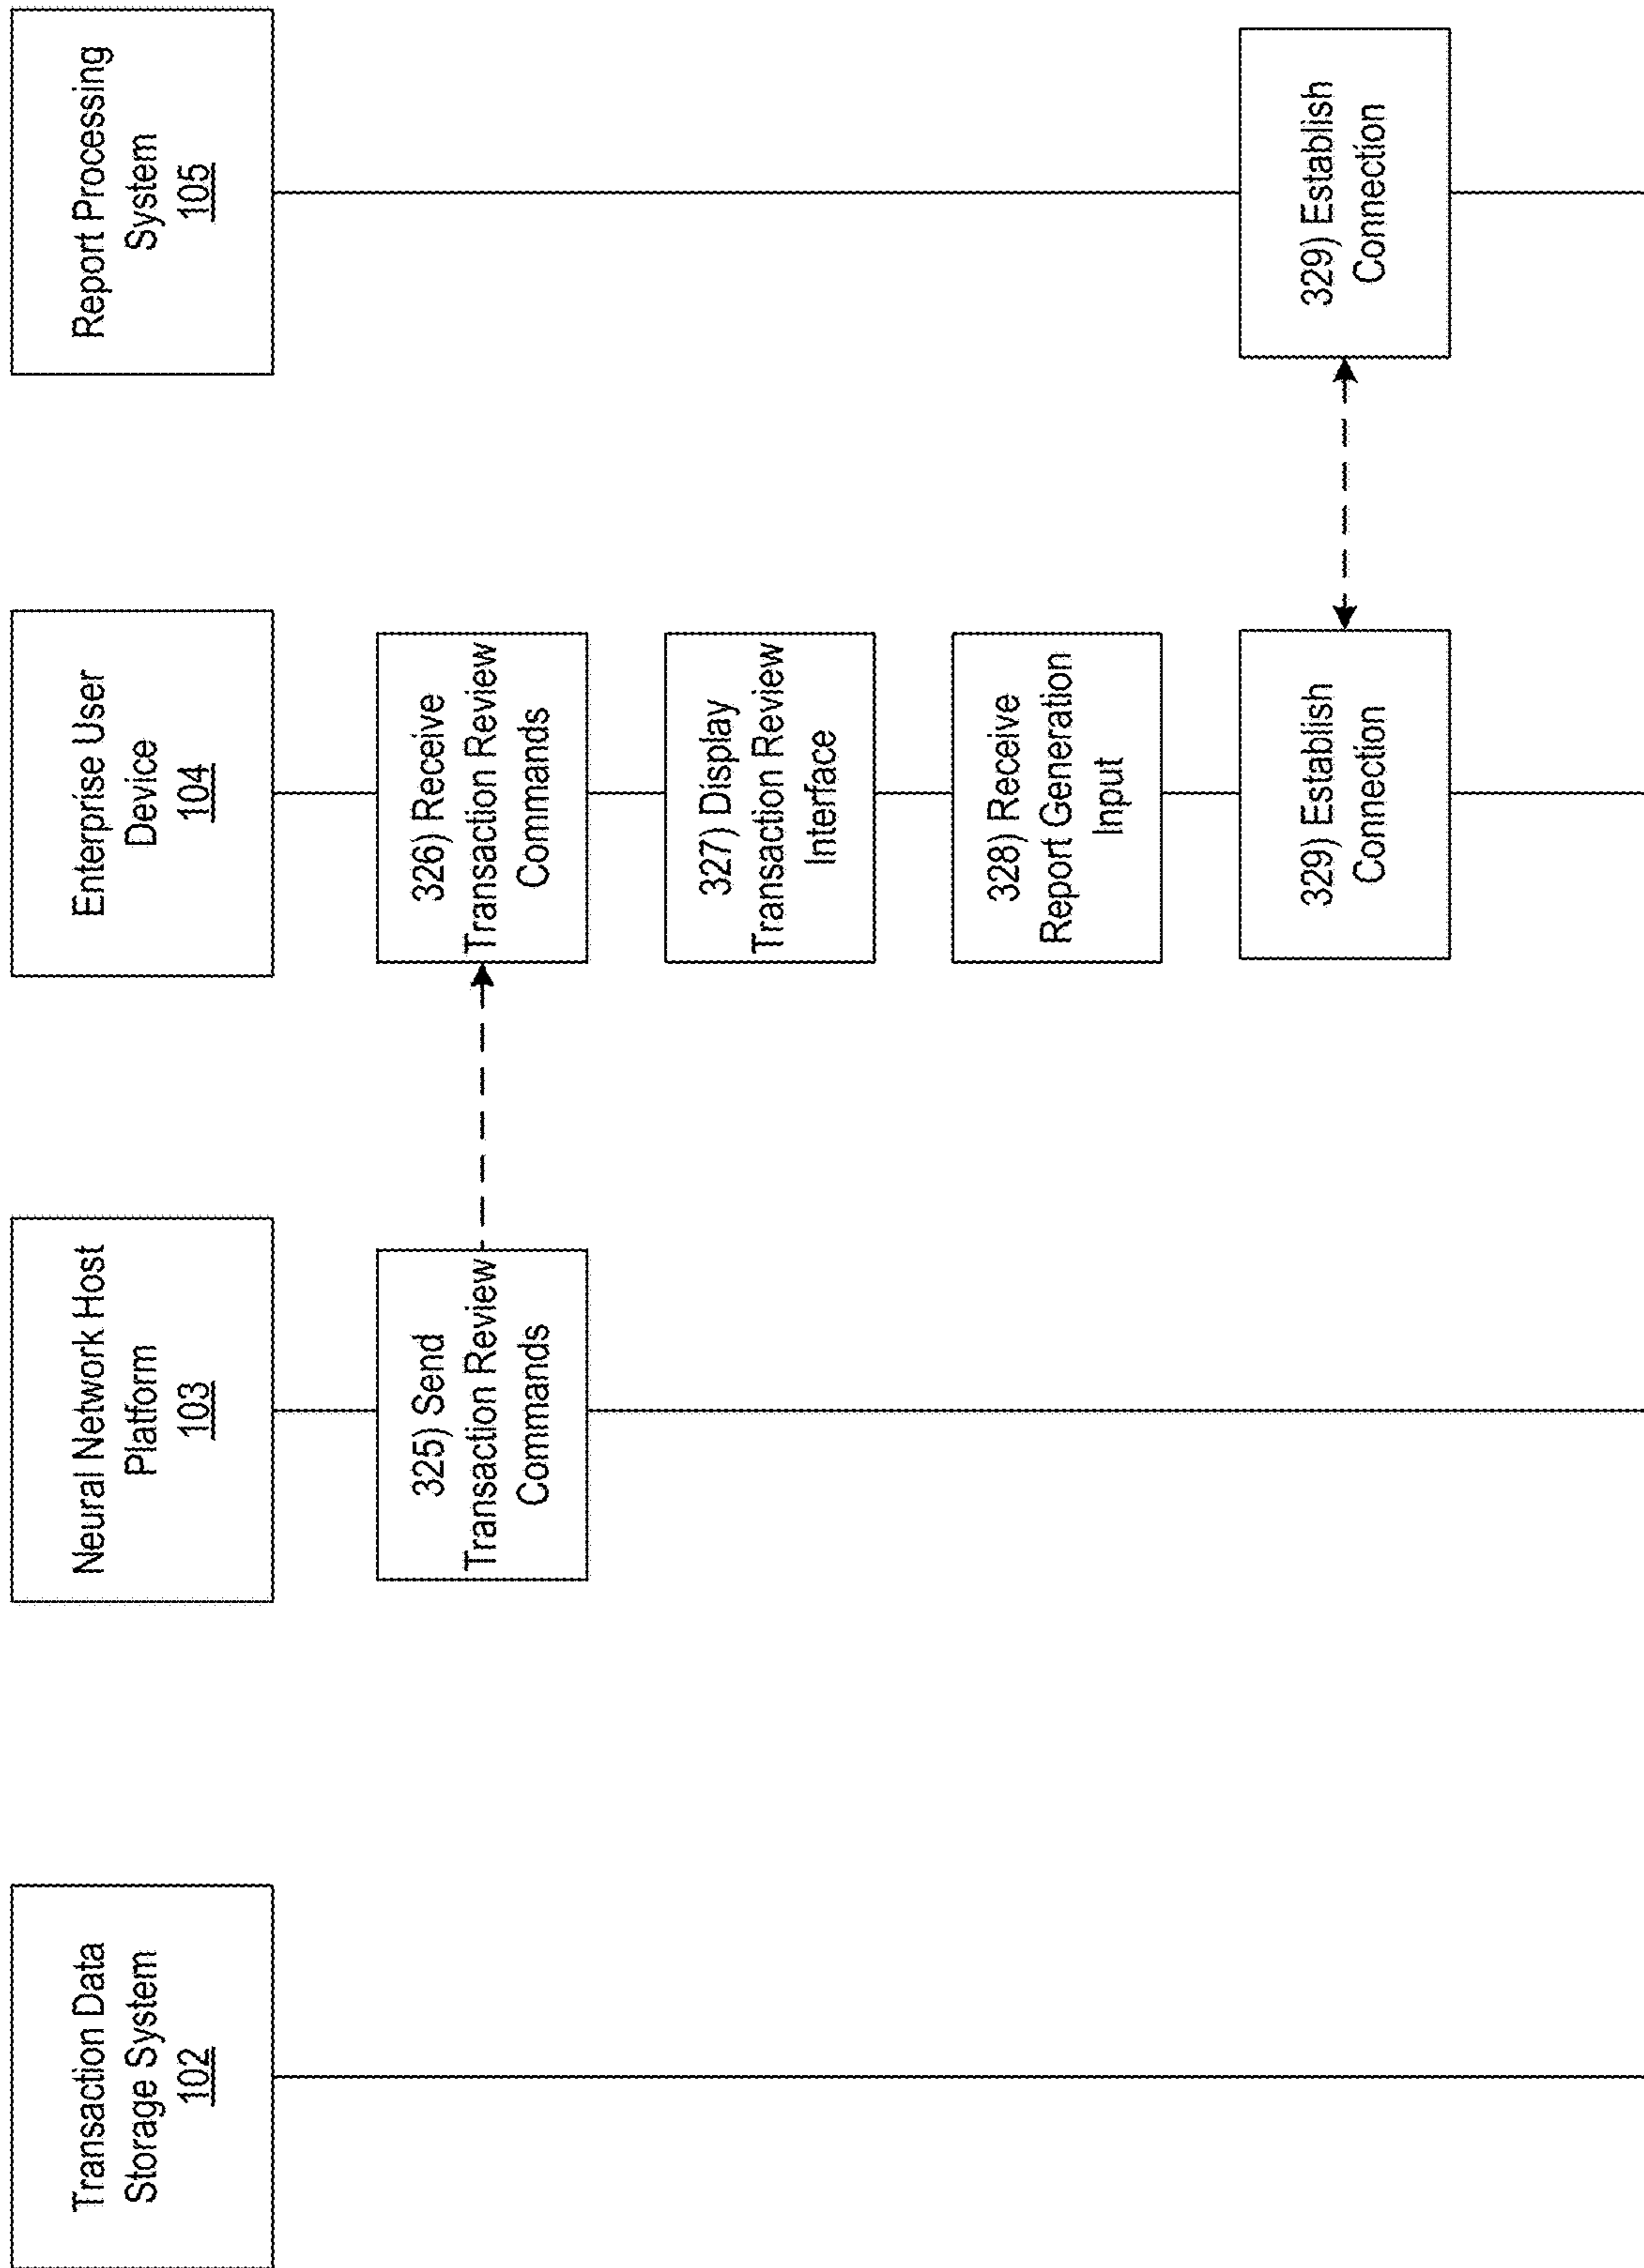 Transaction Data
Storage System
102
Neural Network Host
Platform
103
Enterprise User
Device
104
Report Processing
System
105
325) Send
Transaction Review
Commands
326) Receive
Transaction Review
Commands
327) Display
Transaction Review
Interface
328) Receive
Report Generation
Input
329) Establish
Connection
329) Establish
Connection